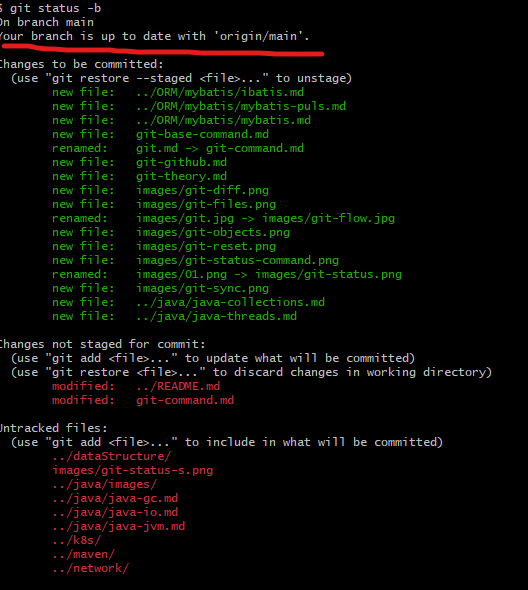 $ git status -b
On branch main
Your branch is up to date with 'origin/main'.
Changes to be committed:
(use "git restore --staged <file>..." to unstage)
new file: ../ORM/mybatis/ibatis.md
new file: ../ORM/mybatis/mybatis-puls.md
new file: ../ORM/mybatis/mybatis.md
new file: git-base-command.md
renamed: git.md -> git-command.md
new file: git-github.md
new file: git-theory.md
new file: images/git-diff.png
new file: images/git-files.png
renamed: images/git.jpg -> images/git-flow.jpg
new file: images/git-objects.png
new file: images/git-reset.png
new file: images/git-status-command.png
renamed: images/01.png -> images/git-status.png
new file: images/git-sync.png
new file: ../java/java-collections.md
new file: ../java/java-threads.md
Changes not staged for commit:
(use "git add <file>..." to update what will be committed)
(use "git restore <file>..." to discard changes in working directory)
modified: ../README.md
modified: git-command.md
Untracked files:
(use "git add <file>..." to include in what will be committed)
../dataStructure/
images/git-status-s.png
../java/images/
../java/java-gc.md
../java/java-io.md
../java/java-jvm.md
../k8s/
../maven/
../network/